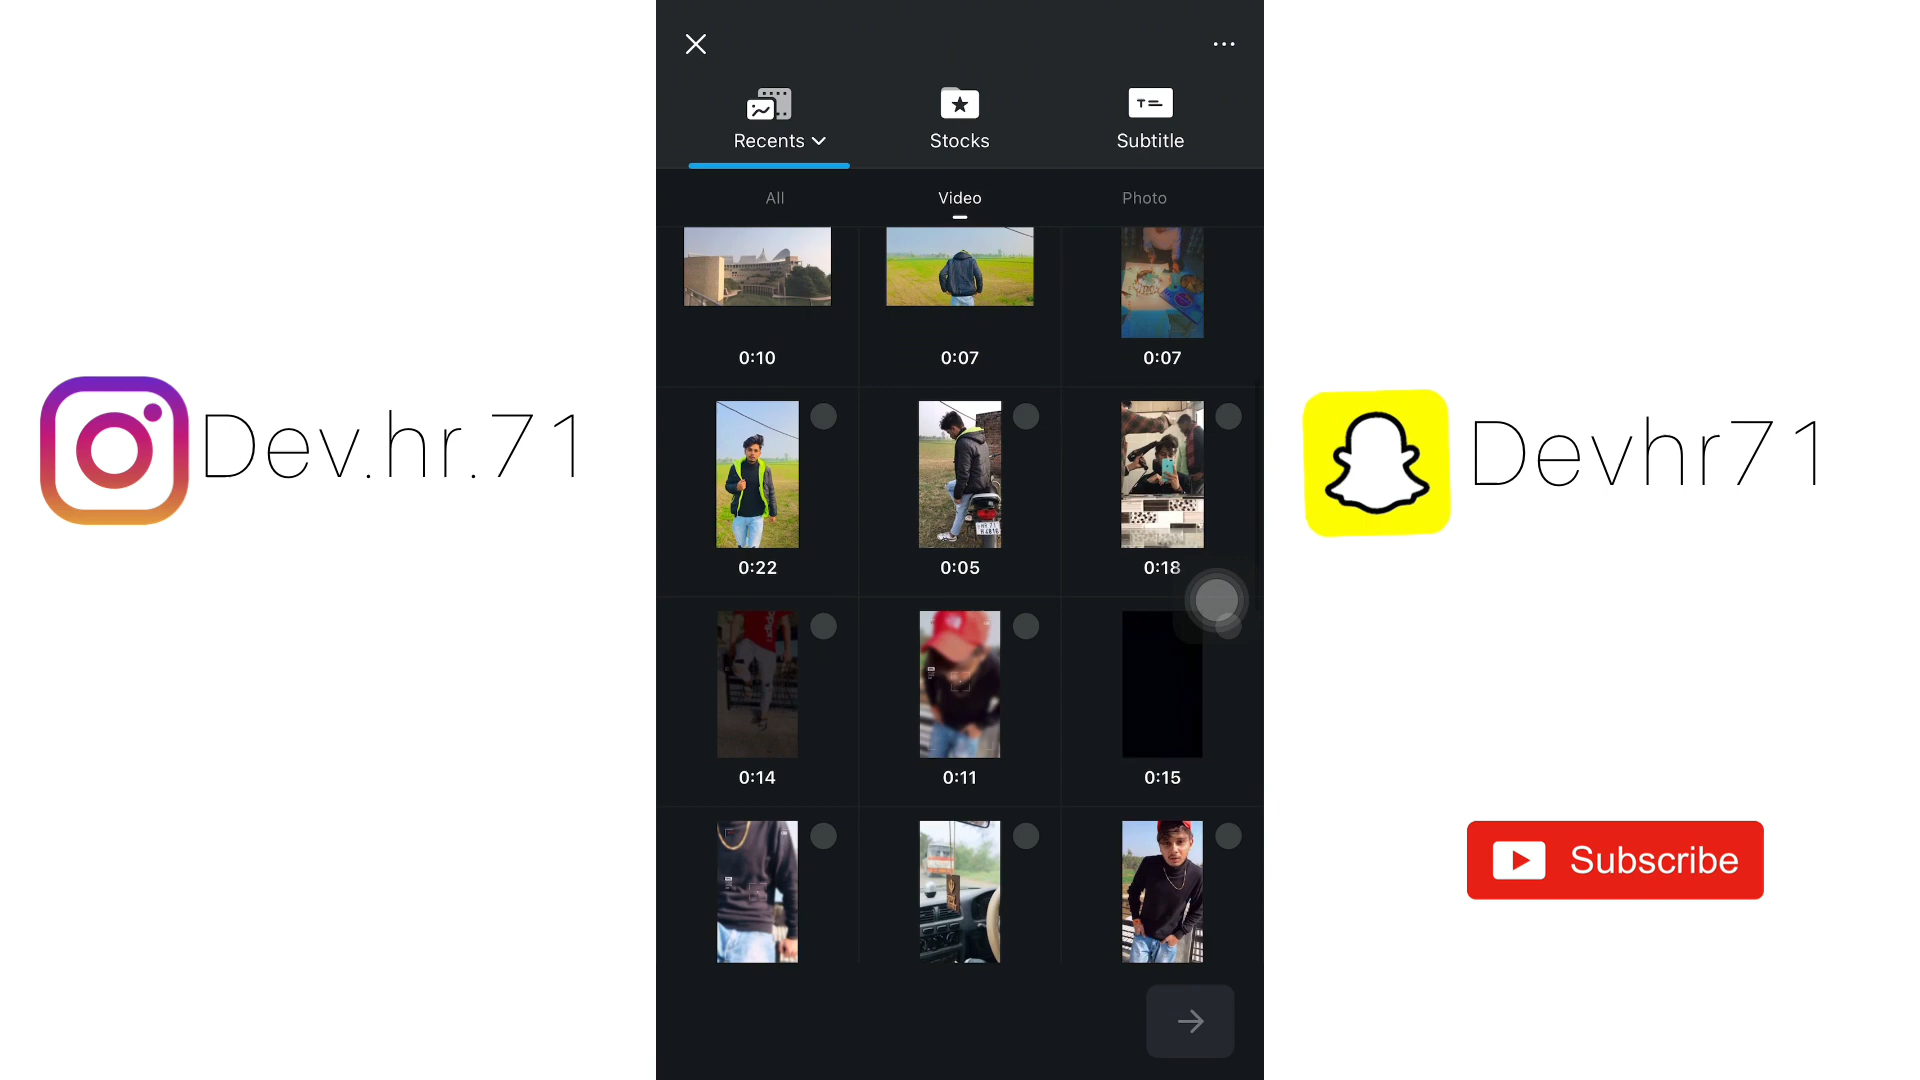 Recents
Stocks
Subtitle
All
Video
Photo
0:10
0:07
0:07
0:22
0:05
0:18
0:14
0:11
0:15
Dev.hr.71
Devhr71
Subscribe